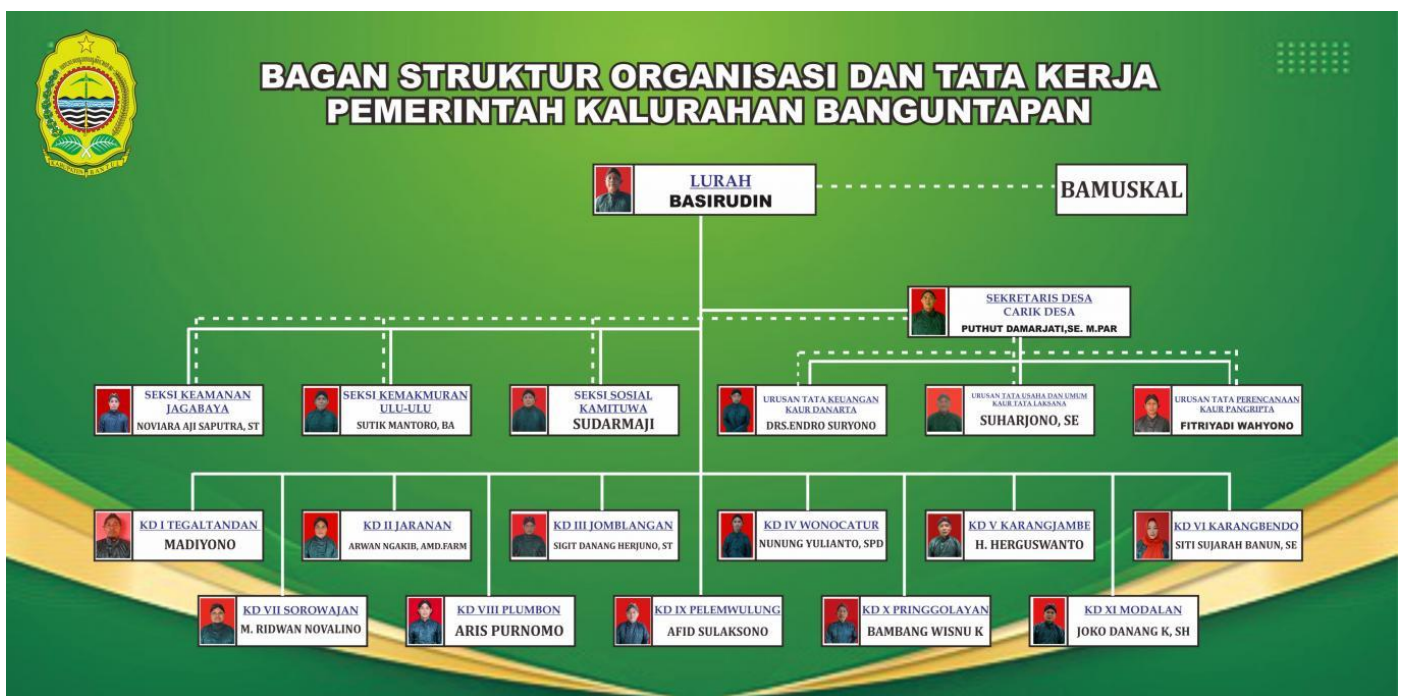 BAGAN STRUKTUR ORGANISASI DAN TATA KERJA
PEMERINTAH KALURAHAN BANGUNTAPAN
KABUPATEN BANTUL
LURAH
BASIRUDIN
BAMUSKAL
SEKRETARIS DESA
CARIK DESA
PUTHUT DAMARJATI,SE. M.PAR
SEKSI KEAMANAN
JAGABAYA
NOVIARA AJI SAPUTRA, ST
SEKSI KEMAKMURAN
ULU-ULU
SUTIK MANTORO, BA
SEKSI SOSIAL
KAMITUWA
SUDARMAJI
URUSAN TATA KEUANGAN
KAUR DANARTA
DRS.ENDRO SURYONO
URUSAN TATA USAHA DAN UMUM
KAUR TATA LAKSANA
SUHARJONO, SE
URUSAN TATA PERENCANAAN
KAUR PANGRIPTA
FITRIYADI WAHYONO
KD I TEGALTANDAN
MADIYONO
KD II JARANAN
ARWAN NGAKIB, AMD.FARM
KD III JOMBLANGAN
SIGIT DANANG HERJUNO, ST
KD IV WONOCATUR
NUNUNG YULIANTO, SPD
KD V KARANGJAMBE
H. HERGUSWANTO
KD VI KARANGBENDO
SITI SUJARAH BANUN, SE
KD VII SOROWAJAN
M. RIDWAN NOVALINO
KD VIII PLUMBON
ARIS PURNOMO
KD IX PELEMWULUNG
AFID SULAKSONO
KD X PRINGGOLAYAN
BAMBANG WISNU K
KD XI MODALAN
JOKO DANANG K, SH